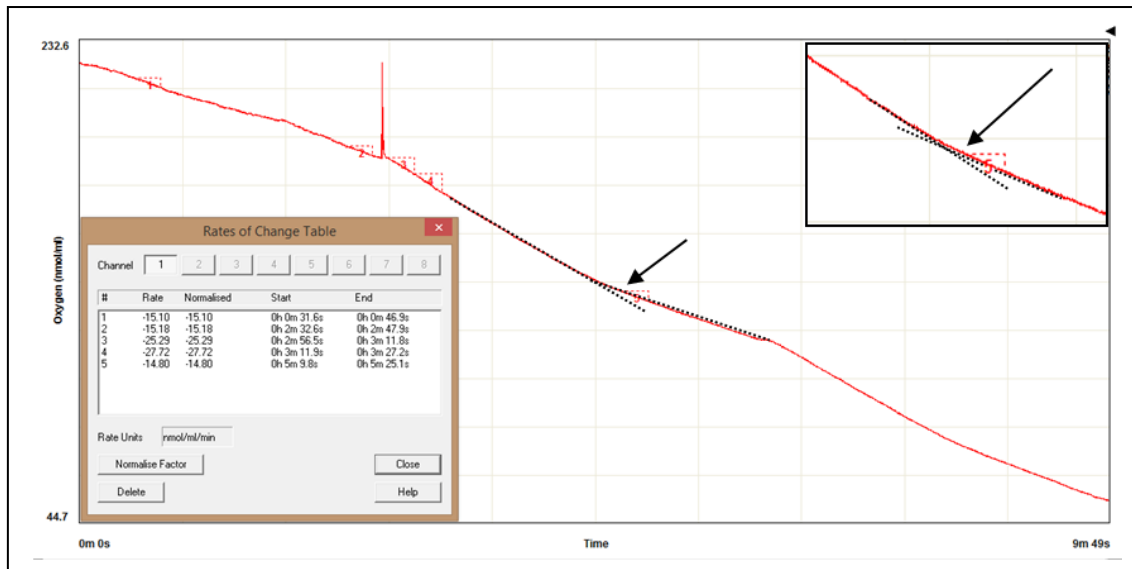 232.6
Oxygen (nmol/ml)
44.7
0m 0s
Time
9m 49s
1
2
3
4
5
5
Rates of Change Table
x
Channel 1 2 3 4 5 6 7 8
# Rate Normalised Start End
1 -15.10 -15.10 0h 0m 31.6s 0h 0m 46.9s
2 -15.18 -15.18 0h 2m 32.6s 0h 2m 47.9s
3 -25.29 -25.29 0h 2m 56.5s 0h 3m 11.8s
4 -27.72 -27.72 0h 3m 11.9s 0h 3m 27.2s
5 -14.80 -14.80 0h 5m 9.8s 0h 5m 25.1s
Rate Units nmol/ml/min
Normalise Factor Close
Delete Help